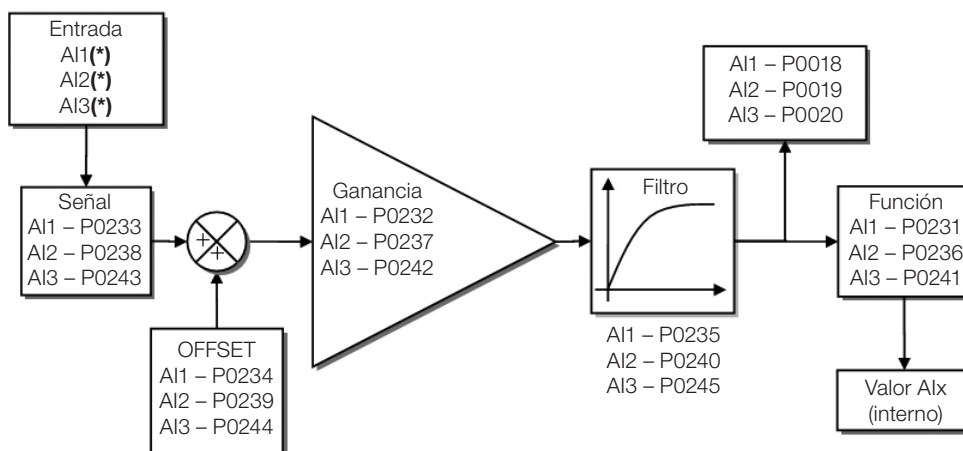 Entrada
AI1(*)
AI2(*)
AI3(*)
Señal
AI1 – P0233
AI2 – P0238
AI3 – P0243
+
+
OFFSET
AI1 – P0234
AI2 – P0239
AI3 – P0244
Ganancia
AI1 – P0232
AI2 – P0237
AI3 – P0242
Filtro
AI1 – P0235
AI2 – P0240
AI3 – P0245
AI1 – P0018
AI2 – P0019
AI3 – P0020
Función
AI1 – P0231
AI2 – P0236
AI3 – P0241
Valor AIx
(interno)